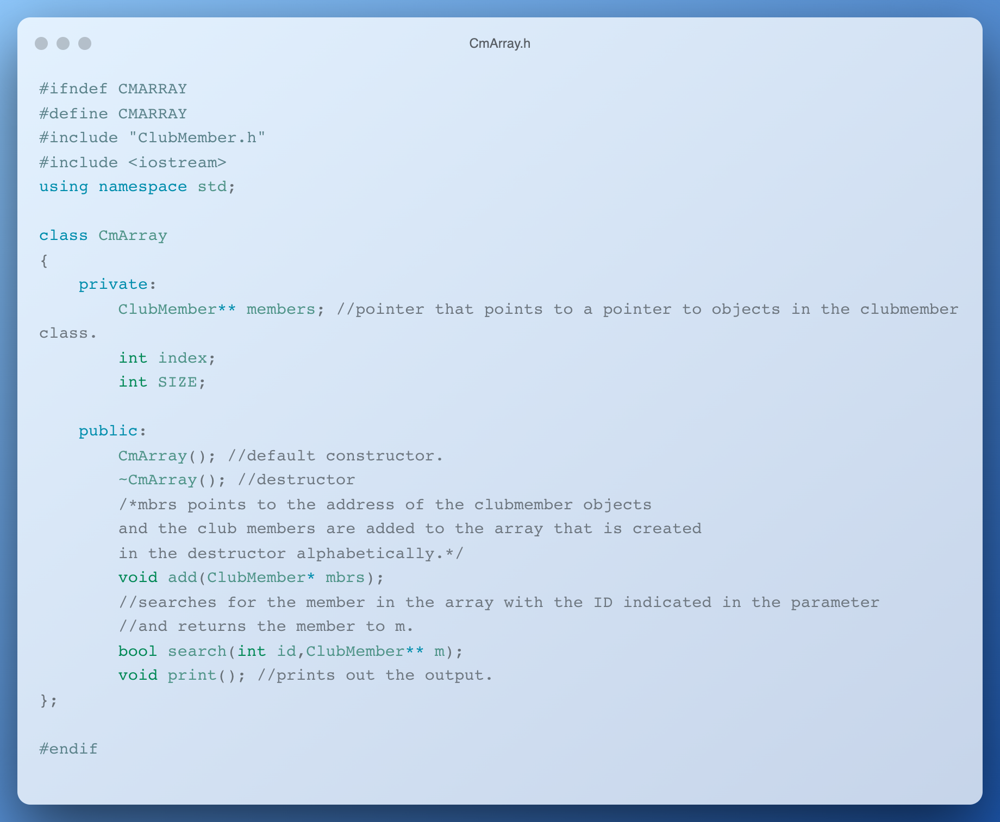 CmArray.h
#ifndef CMARRAY
#define CMARRAY
#include "ClubMember.h"
#include <iostream>
using namespace std;
class CmArray
{
    private:
        ClubMember** members; //pointer that points to a pointer to objects in the clubmember
class.
        int index;
        int SIZE;
    public:
        CmArray(); //default constructor.
        ~CmArray(); //destructor
        /*mbrs points to the address of the clubmember objects
        and the club members are added to the array that is created
        in the destructor alphabetically.*/
        void add(ClubMember* mbrs);
        //searches for the member in the array with the ID indicated in the parameter
        //and returns the member to m.
        bool search(int id,ClubMember** m);
        void print(); //prints out the output.
};
#endif